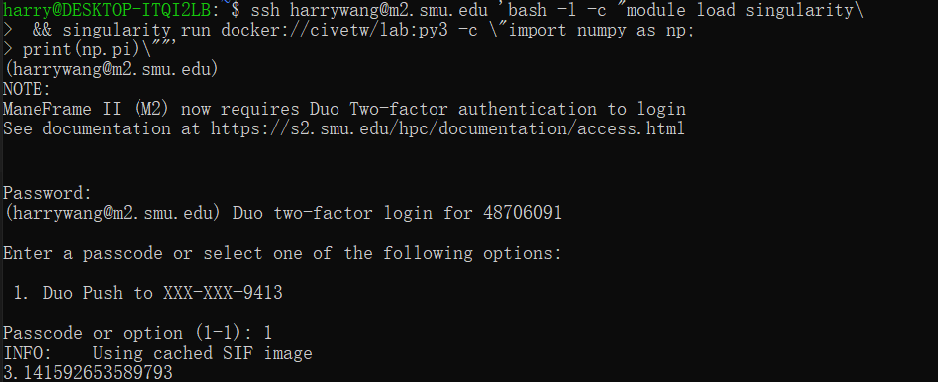 harry@DESKTOP-ITQI2LB:~$ ssh harrywang@m2.smu.edu 'bash -l -c "module load singularity\
>  && singularity run docker://civetw/lab:py3 -c \"import numpy as np:
> print(np.pi)\""'
(harrywang@m2.smu.edu)
NOTE:
ManeFrame II (M2) now requires Duo Two-factor authentication to login
See documentation at https://s2.smu.edu/hpc/documentation/access.html
Password:
(harrywang@m2.smu.edu) Duo two-factor login for 48706091
Enter a passcode or select one of the following options:
 1. Duo Push to XXX-XXX-9413
Passcode or option (1-1): 1
INFO:    Using cached SIF image
3.141592653589793